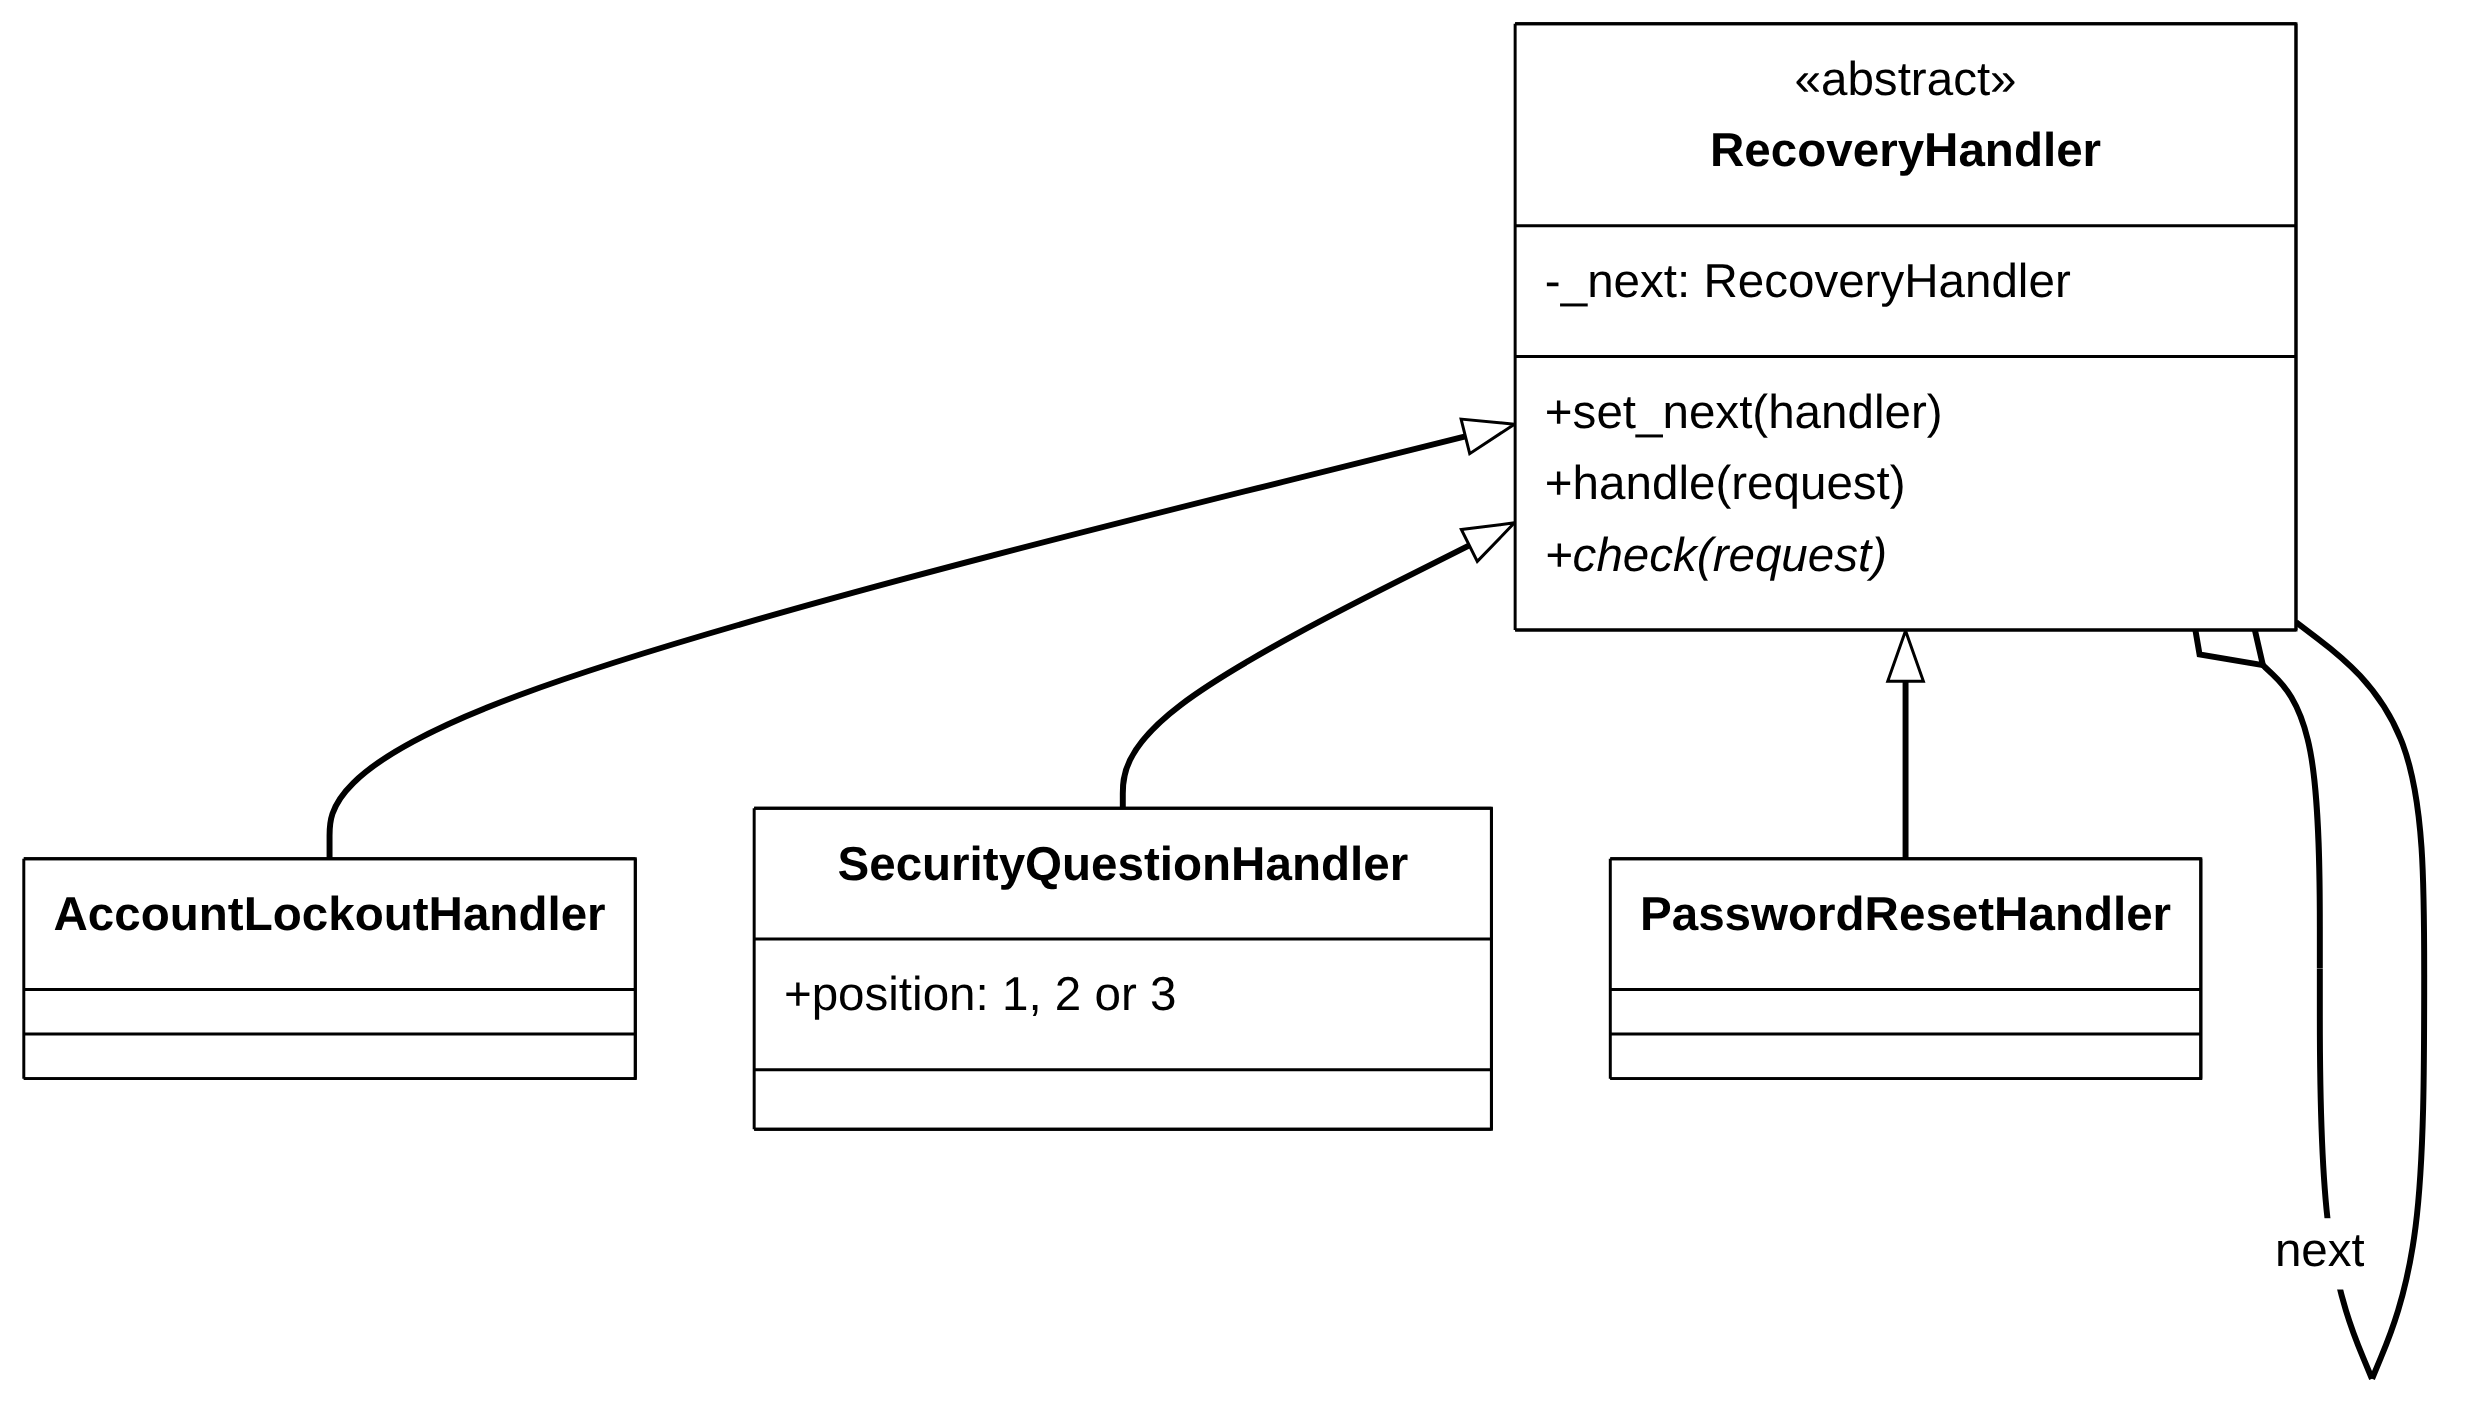 «abstract»
RecoveryHandler
-_next: RecoveryHandler
+set_next(handler)
+handle(request)
+check(request)
AccountLockoutHandler
SecurityQuestionHandler
+position: 1, 2 or 3
PasswordResetHandler
next